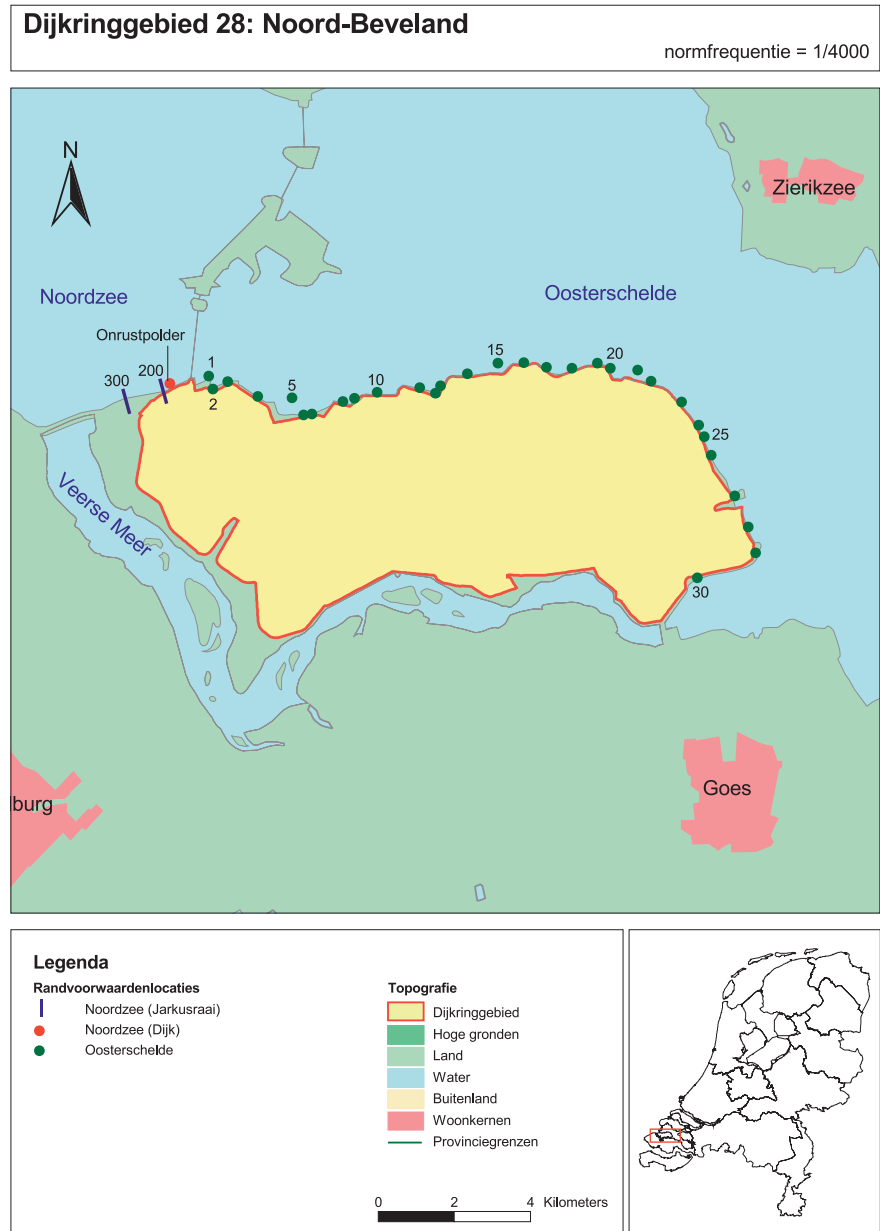 Dijkringgebied 28: Noord-Beveland
normfrequentie = 1/4000
N
Zierikzee
Noordzee
Oosterschelde
Onrustpolder
300
200
1
2
5
10
15
20
25
30
Veerse Meer
lburg
Goes
Legenda
Randvoorwaardenlocaties
Noordzee (Jarkusraai)
Noordzee (Dijk)
Oosterschelde
Topografie
Dijkringgebied
Hoge gronden
Land
Water
Buitenland
Woonkernen
Provinciegrenzen
0 2 4 Kilometers